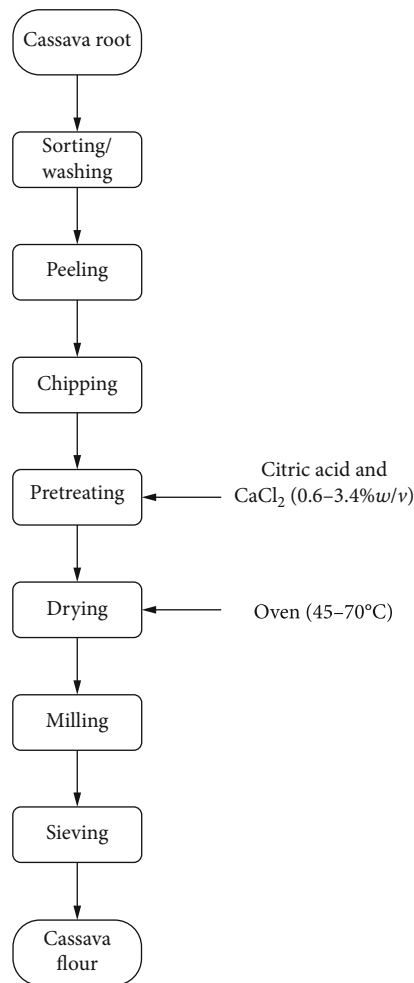 Cassava root
Sorting/
washing
Peeling
Chipping
Pretreating
Citric acid and
CaCl₂ (0.6–3.4%w/v)
Drying
Oven (45–70°C)
Milling
Sieving
Cassava
flour